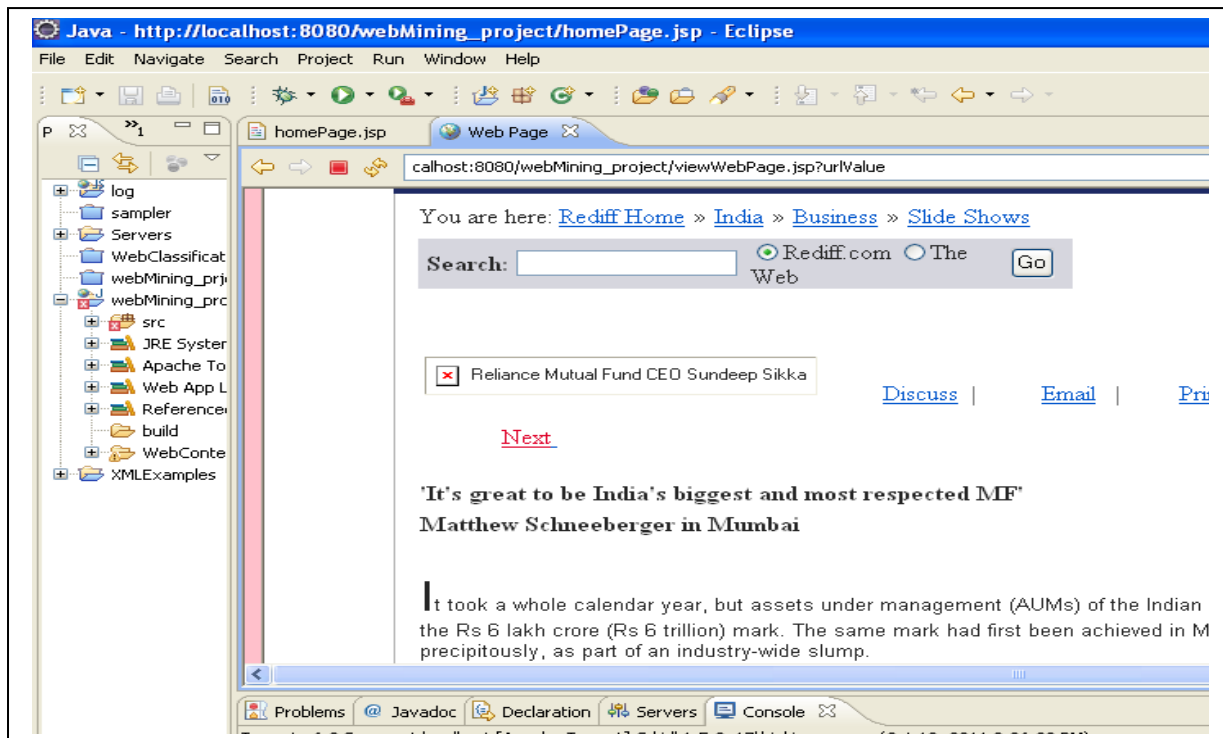 Java - http://localhost:8080/webMining_project/homePage.jsp - Eclipse
File Edit Navigate Search Project Run Window Help
P
»1
homePage.jsp
Web Page
calhost:8080/webMining_project/viewWebPage.jsp?urlValue
log
sampler
Servers
WebClassificat
webMining_prj
webMining_prc
src
JRE Syster
Apache To
Web App L
Reference
build
WebConte
XMLExamples
You are here: Rediff Home » India » Business » Slide Shows
Search: Rediff.com The
Web
Go
Reliance Mutual Fund CEO Sundeep Sikka
Discuss | Email | Pri
Next
'It's great to be India's biggest and most respected MF'
Matthew Schneeberger in Mumbai
It took a whole calendar year, but assets under management (AUMs) of the Indian
the Rs 6 lakh crore (Rs 6 trillion) mark. The same mark had first been achieved in M
precipitously, as part of an industry-wide slump.
Problems @ Javadoc Declaration Servers Console